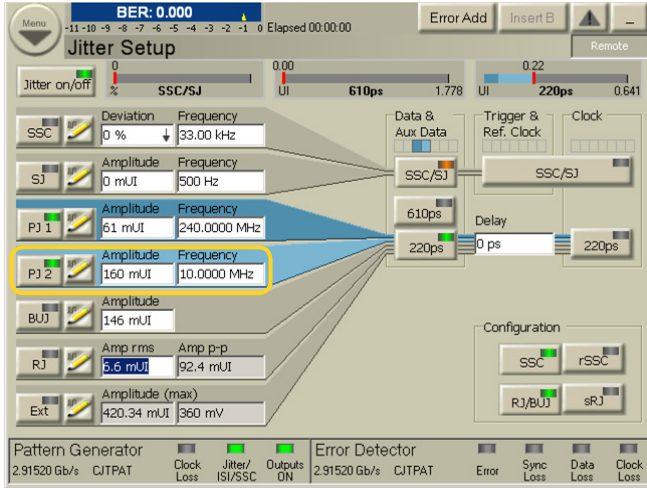 Menu
BER: 0.000
-11 -10 -9 -8 -7 -6 -5 -4 -3 -2 -1 0 Elapsed 00:00:00
Error Add
Insert B
Jitter Setup
Remote
Jitter on/off
0
% SSC/SJ
0.00
UI 610ps 1.778
0.22
UI 220ps 0.641
SSC
Deviation Frequency
0 % ↓ 33.00 kHz
SJ
Amplitude Frequency
0 mUI 500 Hz
PJ 1
Amplitude Frequency
61 mUI 240.0000 MHz
PJ 2
Amplitude Frequency
160 mUI 10.0000 MHz
BUJ
Amplitude
146 mUI
RJ
Amp rms Amp p-p
6.6 mUI 92.4 mUI
Ext
Amplitude (max)
420.34 mUI 360 mV
Data &
Aux Data
SSC/SJ
610ps
220ps
Trigger &
Ref. Clock
Clock
SSC/SJ
Delay
0 ps
220ps
Configuration
SSC rSSC
RJ/BUJ sRJ
Pattern Generator
2.91520 Gb/s CJTPAT
Clock
Loss
Jitter/
ISI/SSC
Outputs
ON
Error Detector
2.91520 Gb/s CJTPAT
Error
Sync
Loss
Data
Loss
Clock
Loss